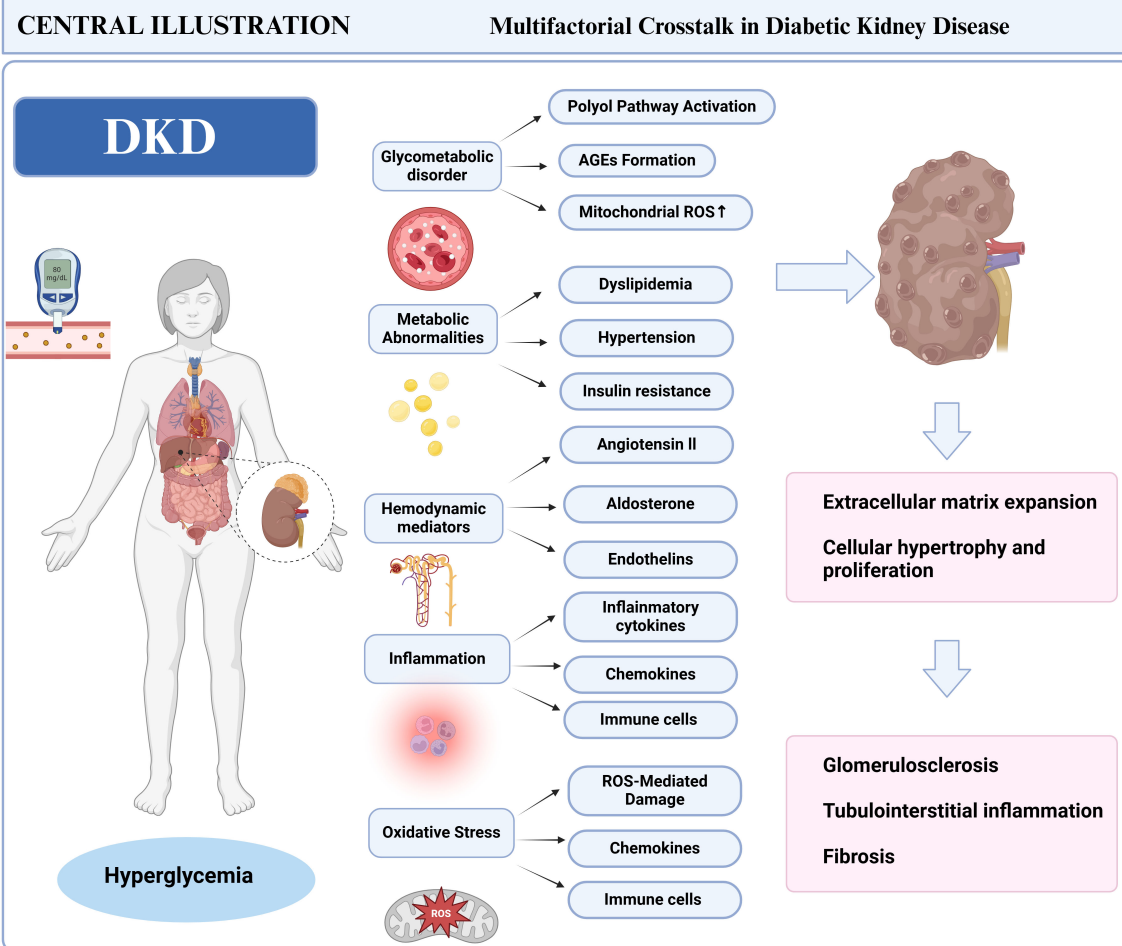 CENTRAL ILLUSTRATION
Multifactorial Crosstalk in Diabetic Kidney Disease
DKD
80
mg/dL
Hyperglycemia
Glycometabolic
disorder
Polyol Pathway Activation
AGEs Formation
Mitochondrial ROS↑
Metabolic
Abnormalities
Dyslipidemia
Hypertension
Insulin resistance
Hemodynamic
mediators
Angiotensin II
Aldosterone
Endothelins
Inflammation
Inflainmatory
cytokines
Chemokines
Immune cells
Oxidative Stress
ROS-Mediated
Damage
Chemokines
Immune cells
ROS
Extracellular matrix expansion
Cellular hypertrophy and
proliferation
Glomerulosclerosis
Tubulointerstitial inflammation
Fibrosis